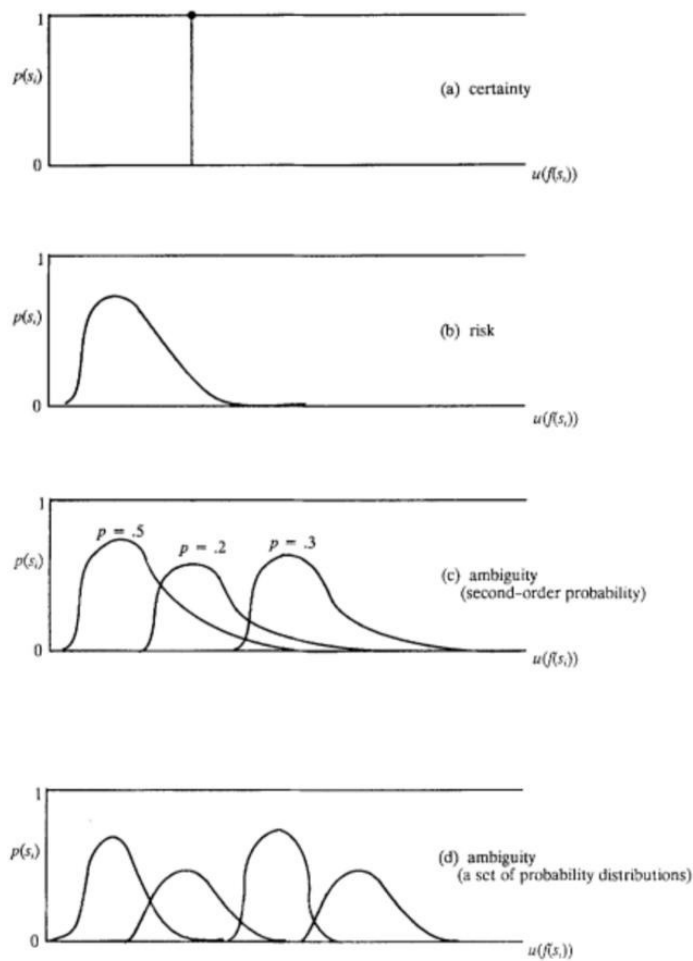 1
p(sᵢ)
(a) certainty
0
u(f(sᵢ))
1
p(sᵢ)
(b) risk
0
u(f(sᵢ))
1
p = .5
p = .2
p = .3
p(sᵢ)
(c) ambiguity
(second-order probability)
0
u(f(sᵢ))
1
p(sᵢ)
(d) ambiguity
(a set of probability distributions)
0
u(f(sᵢ))